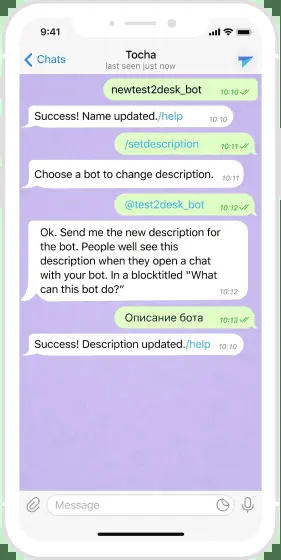 9:41
Chats
Tocha
last seen just now
newtest2desk_bot 10:10
Success! Name updated./help 10:10
/setdescription 10:11
Choose a bot to change description. 10:11
@test2desk_bot 10:12
Ok. Send me the new description for
the bot. People well see this
description when they open a chat
with your bot. In a blocktitled “What
can this bot do?” 10:12
Описание бота 10:13
Success! Description updated./help 10:10
Message